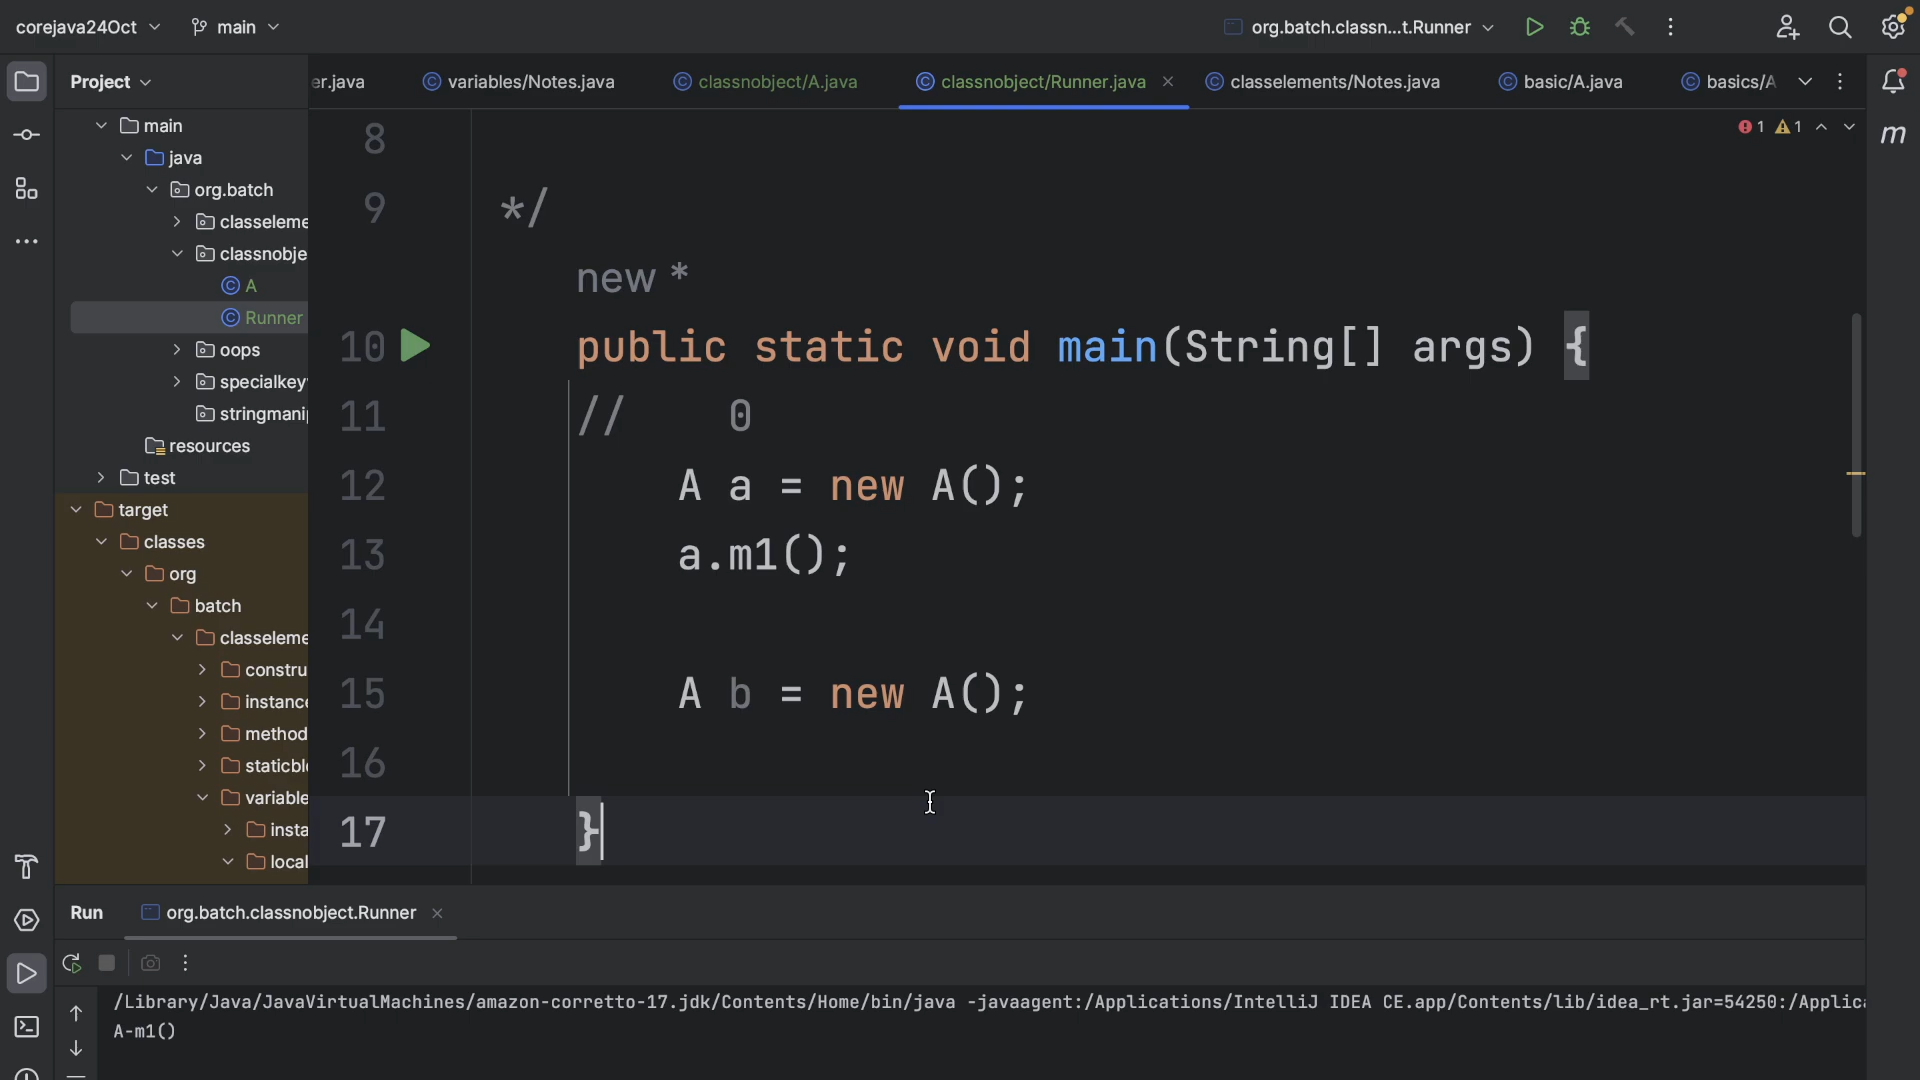 corejava24Oct main org.batch.classn...t.Runner
Project er.java variables/Notes.java classnobject/A.java classnobject/Runner.java classelements/Notes.java basic/A.java basics/A
main
java
org.batch
classeleme
classnobje
A
Runner
oops
specialkey
stringmani
resources
test
target
classes
org
batch
classeleme
constru
instance
method
staticbl
variable
insta
local
1 1
8
9 */
new *
10 public static void main(String[] args) {
11 // 0
12 A a = new A();
13 a.m1();
14
15 A b = new A();
16
17 }
m
Run org.batch.classnobject.Runner
/Library/Java/JavaVirtualMachines/amazon-corretto-17.jdk/Contents/Home/bin/java -javaagent:/Applications/IntelliJ IDEA CE.app/Contents/lib/idea_rt.jar=54250:/Applica
A-m1()